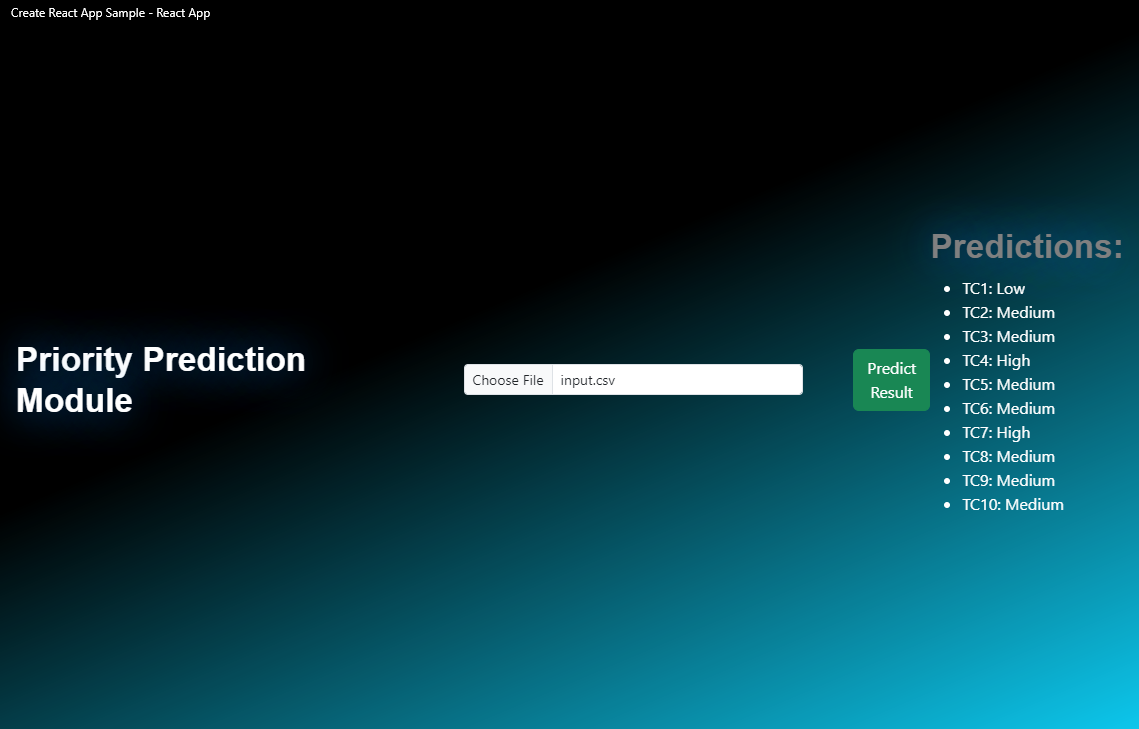 Create React App Sample - React App
Priority Prediction
Module
Choose File
input.csv
Predict
Result
Predictions:
TC1: Low
TC2: Medium
TC3: Medium
TC4: High
TC5: Medium
TC6: Medium
TC7: High
TC8: Medium
TC9: Medium
TC10: Medium